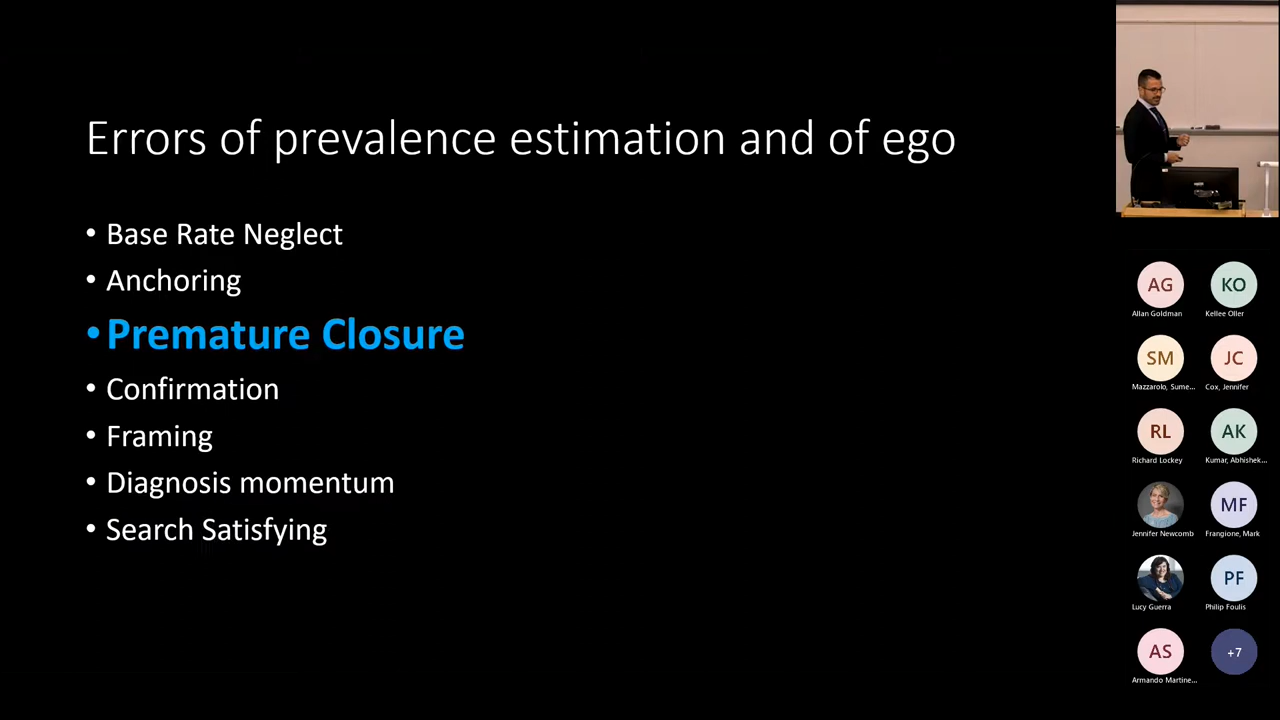 Errors of prevalence estimation and of ego
• Base Rate Neglect
• Anchoring
• Premature Closure
• Confirmation
• Framing
• Diagnosis momentum
• Search Satisfying
AG
KO
Allan Goldman
Kellee Oller
SM
JC
Mazzarolo, Sume...
Cox, Jennifer
RL
AK
Richard Lockey
Kumar, Abhishek...
MF
Jennifer Newcomb
Frangione, Mark
PF
Lucy Guerra
Philip Foulis
AS
+7
Armando Martine...